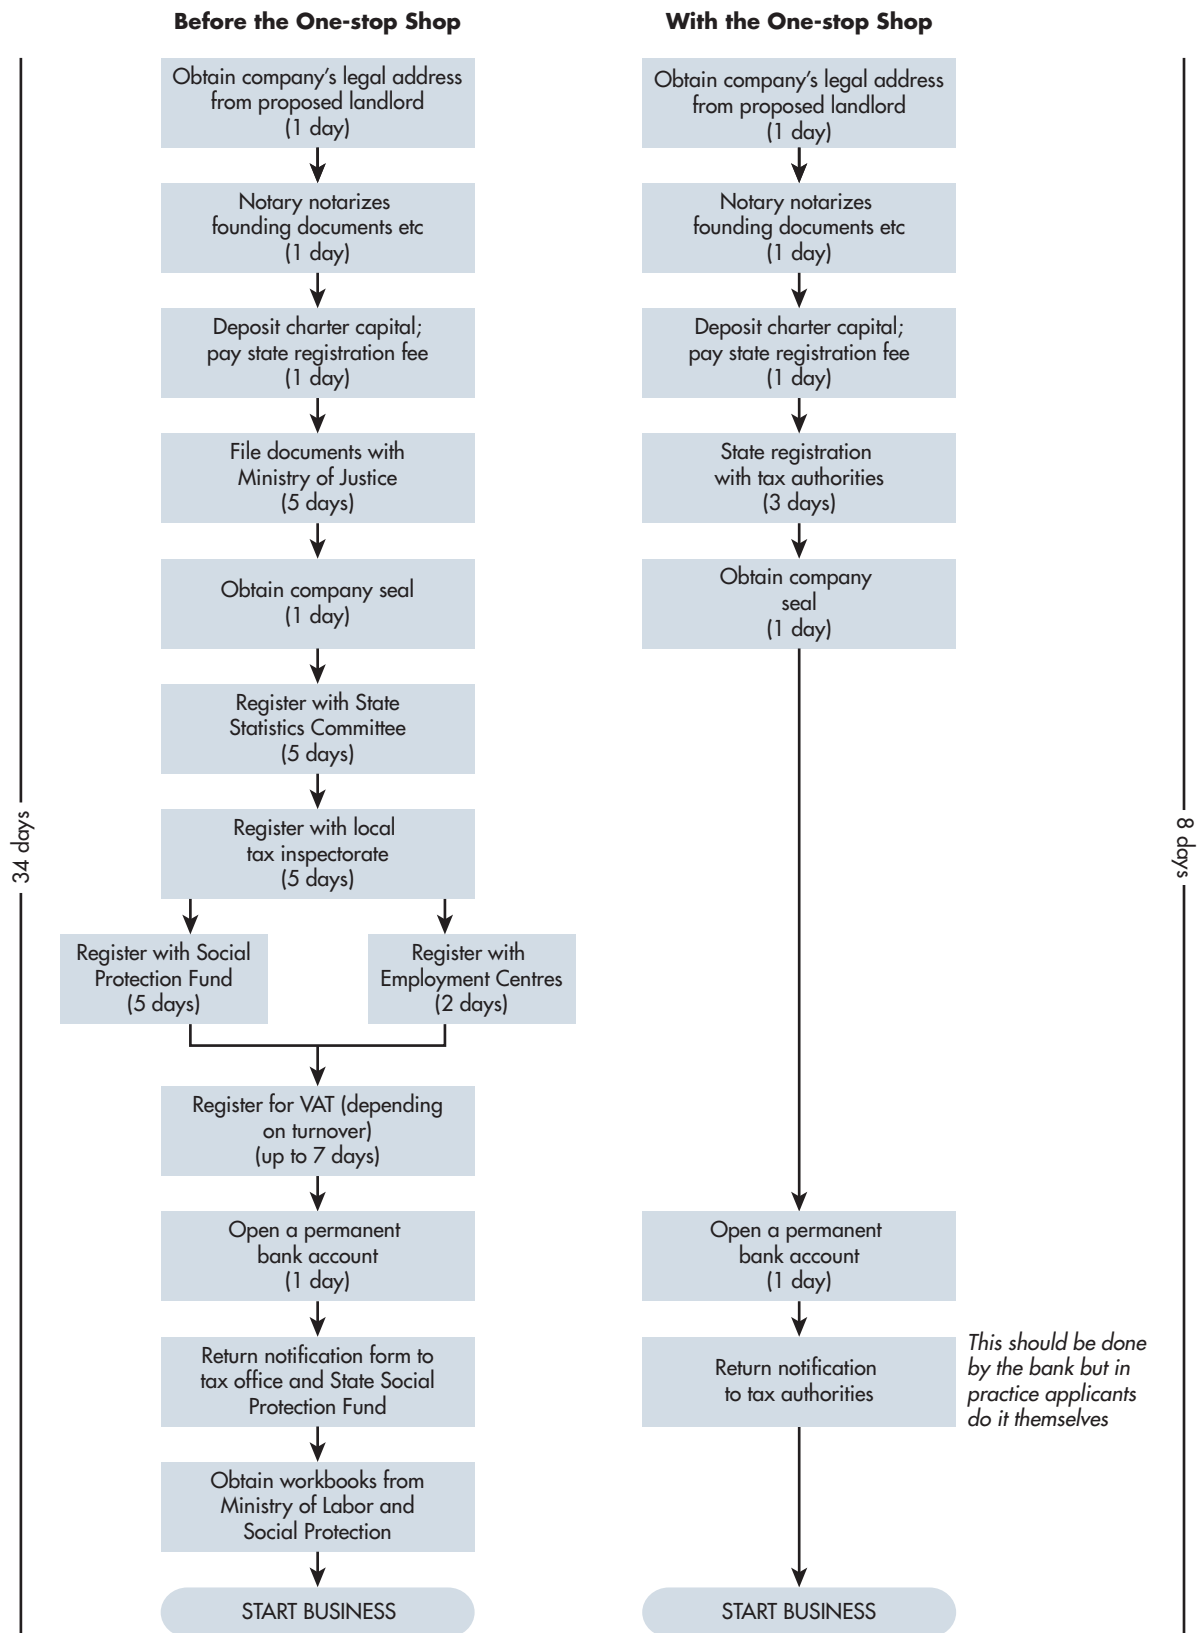 Before the One-stop Shop
Obtain company's legal address
from proposed landlord
(1 day)
Notary notarizes
founding documents etc
(1 day)
Deposit charter capital;
pay state registration fee
(1 day)
File documents with
Ministry of Justice
(5 days)
Obtain company seal
(1 day)
Register with State
Statistics Committee
(5 days)
Register with local
tax inspectorate
(5 days)
Register with Social
Protection Fund
(5 days)
Register with
Employment Centres
(2 days)
Register for VAT (depending
on turnover)
(up to 7 days)
Open a permanent
bank account
(1 day)
Return notification form to
tax office and State Social
Protection Fund
Obtain workbooks from
Ministry of Labor and
Social Protection
START BUSINESS
34 days
With the One-stop Shop
Obtain company's legal address
from proposed landlord
(1 day)
Notary notarizes
founding documents etc
(1 day)
Deposit charter capital;
pay state registration fee
(1 day)
State registration
with tax authorities
(3 days)
Obtain company
seal
(1 day)
Open a permanent
bank account
(1 day)
Return notification
to tax authorities
This should be done
by the bank but in
practice applicants
do it themselves
START BUSINESS
8 days